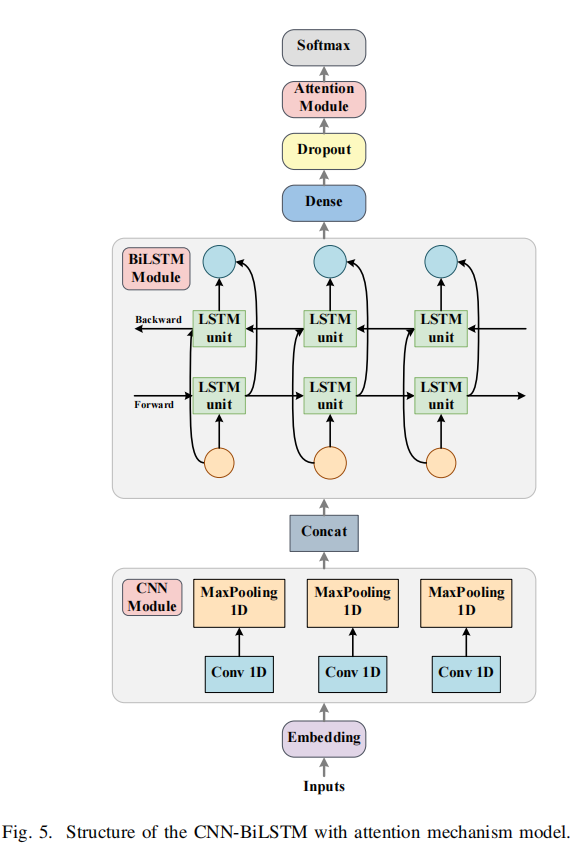 Softmax
Attention
Module
Dropout
Dense
BiLSTM
Module
Backward
LSTM
unit
LSTM
unit
LSTM
unit
Forward
LSTM
unit
LSTM
unit
LSTM
unit
Concat
CNN
Module
MaxPooling
1D
MaxPooling
1D
MaxPooling
1D
Conv 1D
Conv 1D
Conv 1D
Embedding
Inputs
Fig. 5. Structure of the CNN-BiLSTM with attention mechanism model.